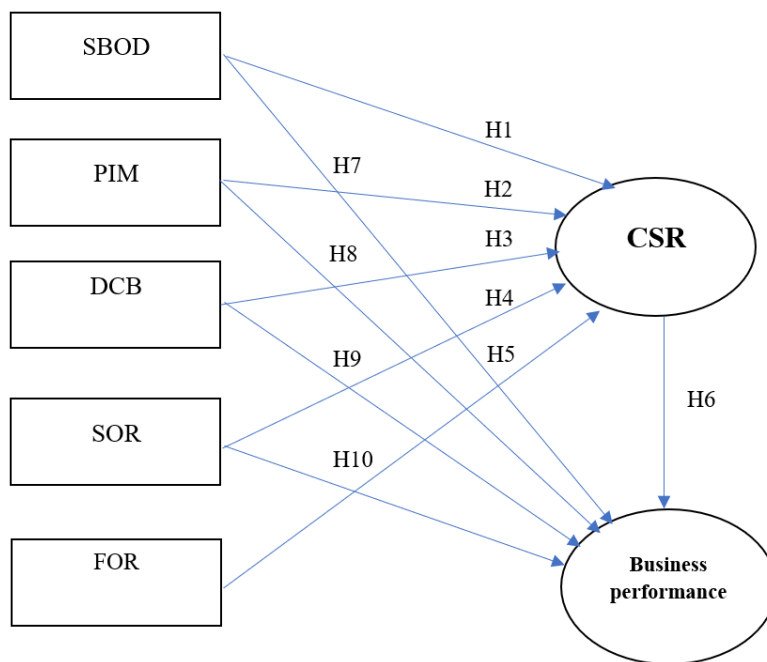 SBOD
H1
H7
PIM
H2
CSR
H3
H8
DCB
H4
H9
H5
H6
SOR
H10
FOR
Business
performance